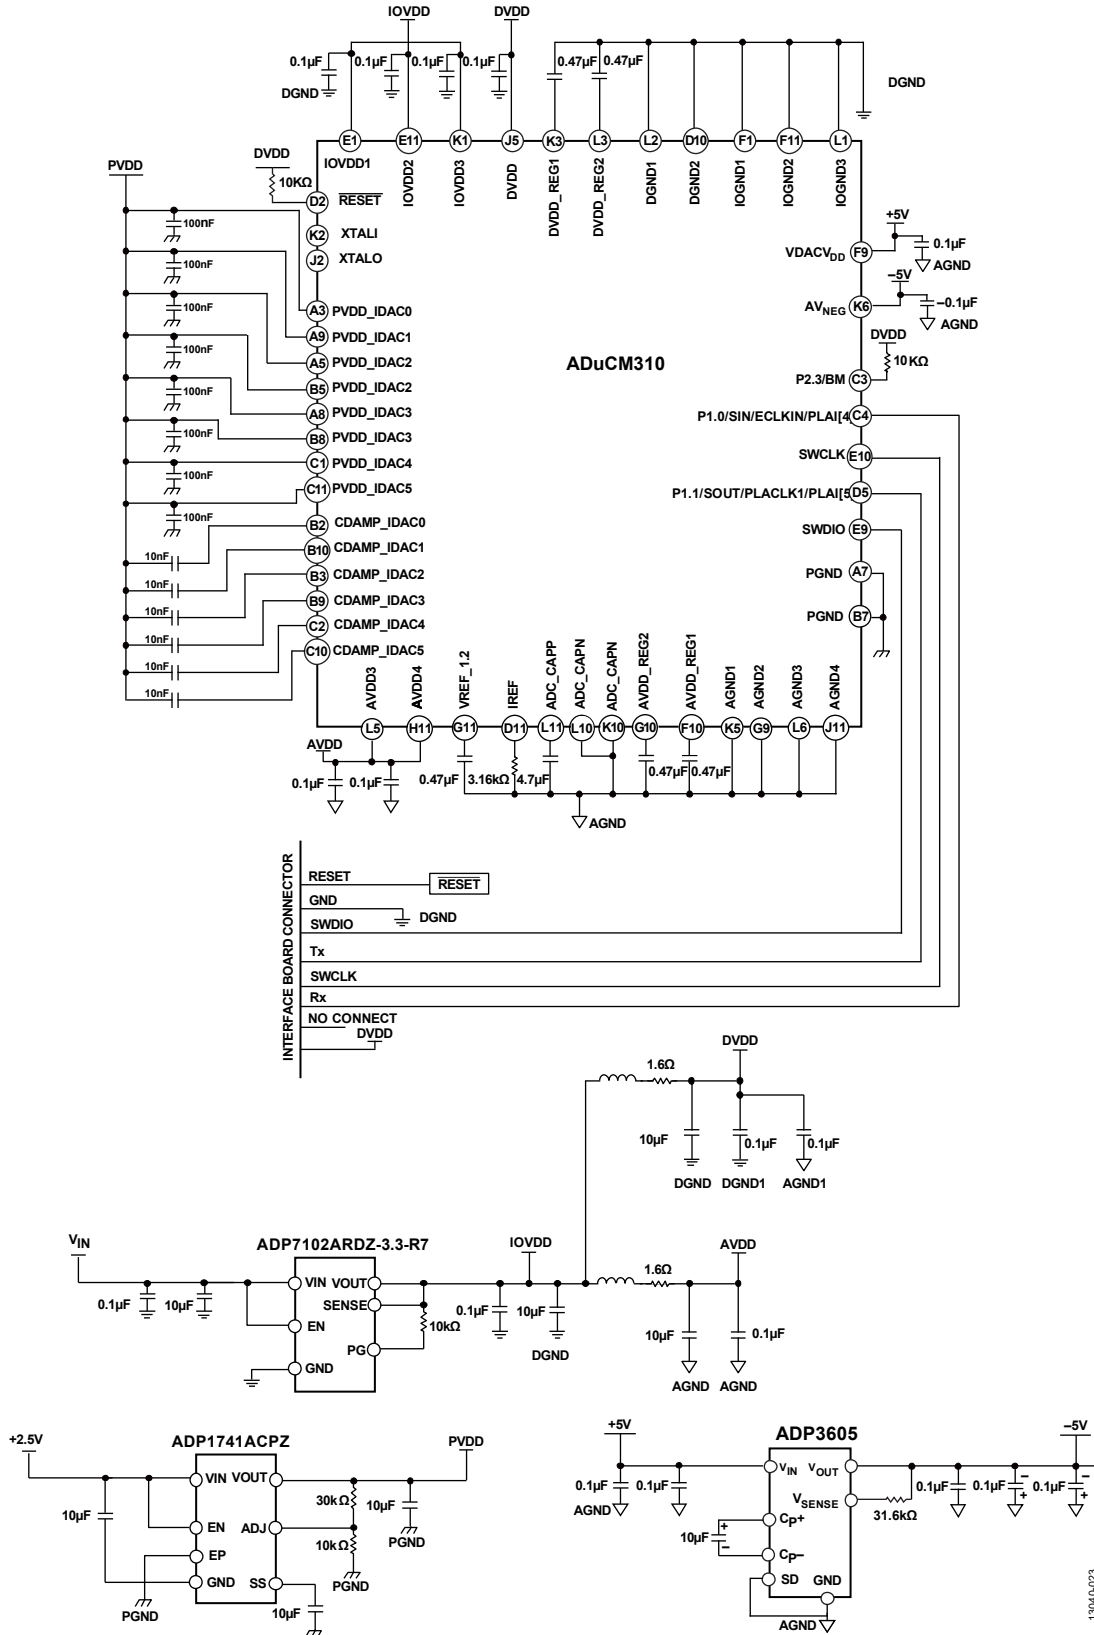 IOVDD
DVDD
0.1µF
0.1µF
0.1µF
0.1µF
0.47µF
0.47µF
DGND
DGND
E1
E11
K1
J5
K3
L3
L2
D10
F1
F11
L1
IOVDD1
IOVDD2
IOVDD3
DVDD
DVDD_REG1
DVDD_REG2
DGND1
DGND2
IOGND1
IOGND2
IOGND3
PVDD
DVDD
10KΩ
D2
RESET
K2
XTALI
J2
XTALO
100nF
100nF
100nF
100nF
100nF
100nF
100nF
100nF
A3
PVDD_IDAC0
A9
PVDD_IDAC1
A5
PVDD_IDAC2
B5
PVDD_IDAC2
A8
PVDD_IDAC3
B8
PVDD_IDAC3
C1
PVDD_IDAC4
C11
PVDD_IDAC5
B2
CDAMP_IDAC0
B10
CDAMP_IDAC1
B3
CDAMP_IDAC2
B9
CDAMP_IDAC3
C2
CDAMP_IDAC4
C10
CDAMP_IDAC5
10nF
10nF
10nF
10nF
10nF
10nF
ADuCM310
+5V
VDACVDD
F9
0.1µF
AGND
–5V
AVNEG
K6
–0.1µF
AGND
DVDD
10KΩ
P2.3/BM
C3
P1.0/SIN/ECLKIN/PLAI[4]
C4
SWCLK
E10
P1.1/SOUT/PLACLK1/PLAI[5]
D5
SWDIO
E9
PGND
A7
PGND
B7
AVDD3
AVDD4
VREF_1.2
IREF
ADC_CAPP
ADC_CAPN
ADC_CAPN
AVDD_REG2
AVDD_REG1
AGND1
AGND2
AGND3
AGND4
L5
H11
G11
D11
L11
L10
K10
G10
F10
K5
G9
L6
J11
AVDD
0.1µF
0.1µF
0.47µF
3.16kΩ
4.7µF
0.47µF
0.47µF
AGND
INTERFACE BOARD CONNECTOR
RESET
RESET
GND
DGND
SWDIO
Tx
SWCLK
Rx
NO CONNECT
DVDD
DVDD
1.6Ω
10µF
0.1µF
0.1µF
DGND
DGND1
AGND1
VIN
ADP7102ARDZ-3.3-R7
IOVDD
AVDD
1.6Ω
VIN
VOUT
SENSE
EN
PG
GND
0.1µF
10µF
10kΩ
0.1µF
10µF
DGND
10µF
0.1µF
AGND
AGND
+2.5V
ADP1741ACPZ
PVDD
VIN
VOUT
EN
ADJ
EP
GND
SS
10µF
30kΩ
10µF
PGND
10kΩ
PGND
PGND
10µF
+5V
ADP3605
–5V
VIN
VOUT
VSENSE
CP+
CP–
SD
GND
0.1µF
0.1µF
AGND
10µF
+
–
31.6kΩ
0.1µF
0.1µF
–
+
0.1µF
–
+
AGND
13040-023